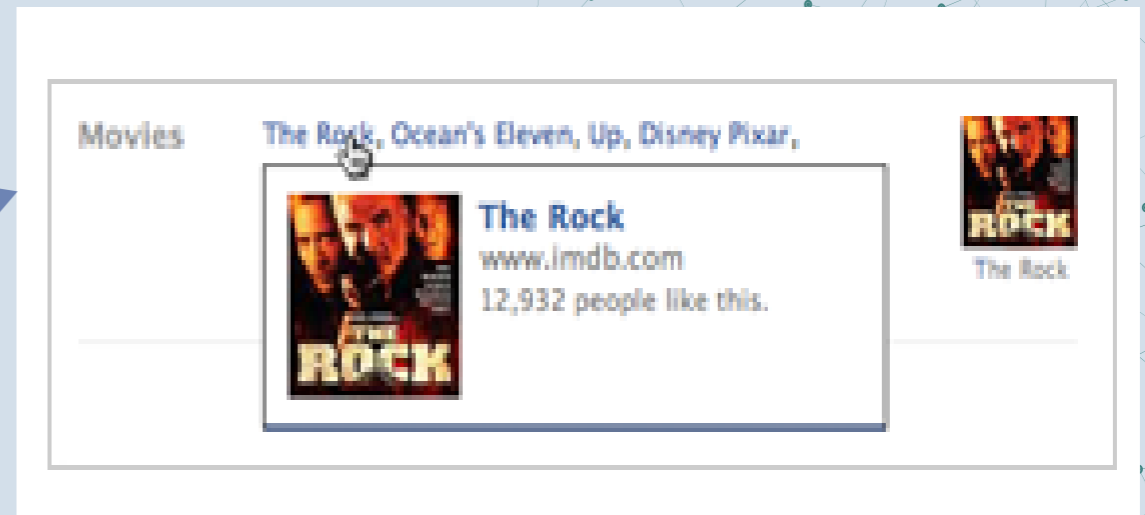 Movies The Rock, Ocean's Eleven, Up, Disney Pixar,
The Rock
www.imdb.com
12,932 people like this.
THE
ROCK
THE
ROCK
The Rock